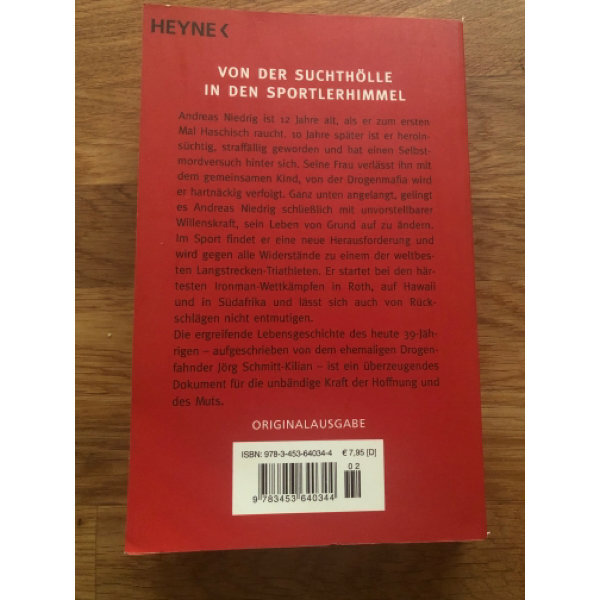 HEYNE<
VON DER SUCHTHÖLLE
IN DEN SPORTLERHIMMEL
Andreas Niedrig ist 12 Jahre alt, als er zum ersten
Mal Haschisch raucht. 10 Jahre später ist er heroin-
süchtig, straffällig geworden und hat einen Selbst-
mordversuch hinter sich. Seine Frau verlässt ihn mit
dem gemeinsamen Kind, von der Drogenmafia wird
er hartnäckig verfolgt. Ganz unten angelangt, gelingt
es Andreas Niedrig schließlich mit unvorstellbarer
Willenskraft, sein Leben von Grund auf zu ändern.
Im Sport findet er eine neue Herausforderung und
wird gegen alle Widerstände zu einem der weltbes-
ten Langstrecken-Triathleten. Er startet bei den här-
testen Ironman-Wettkämpfen in Roth, auf Hawaii
und in Südafrika und lässt sich auch von Rück-
schlägen nicht entmutigen.
Die ergreifende Lebensgeschichte des heute 39-Jäh-
rigen – aufgeschrieben von dem ehemaligen Drogen-
fahnder Jörg Schmitt-Kilian – ist ein überzeugendes
Dokument für die unbändige Kraft der Hoffnung und
des Muts.
ORIGINALAUSGABE
ISBN: 978-3-453-64034-4 € 7,95 [D]
02
9 783453 640344